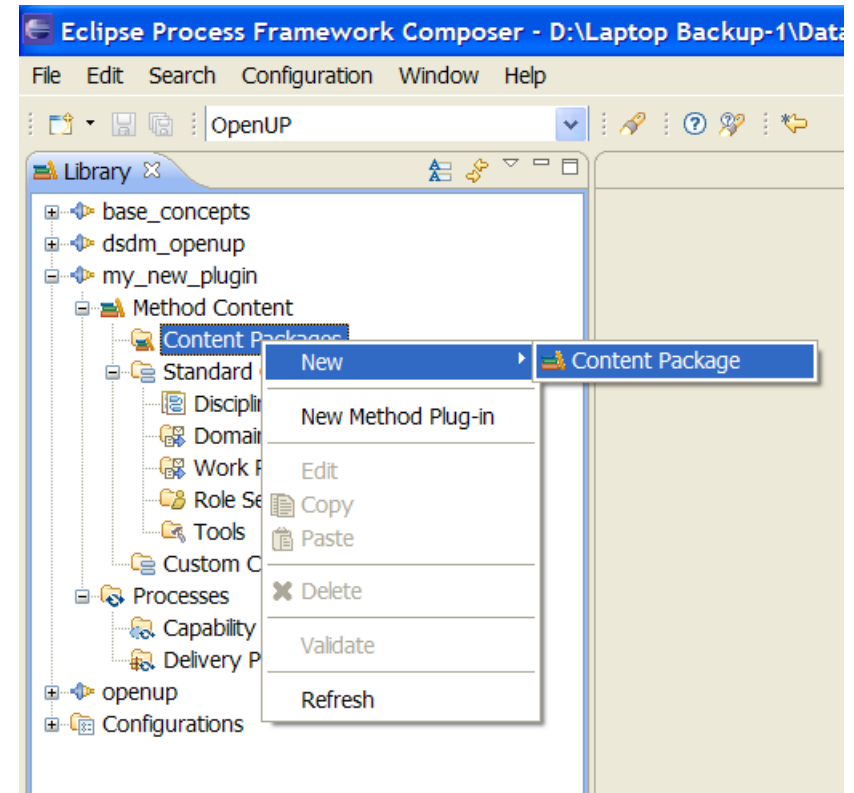 Eclipse Process Framework Composer - D:\Laptop Backup-1\Data
File Edit Search Configuration Window Help
OpenUP
Library
base_concepts
dsdm_openup
my_new_plugin
Method Content
Content Packages
New
Content Package
Standard
New Method Plug-in
Edit
Copy
Paste
Delete
Validate
Refresh
Disciplin
Domain
Work P
Role Se
Tools
Custom C
Processes
Capability
Delivery P
openup
Configurations